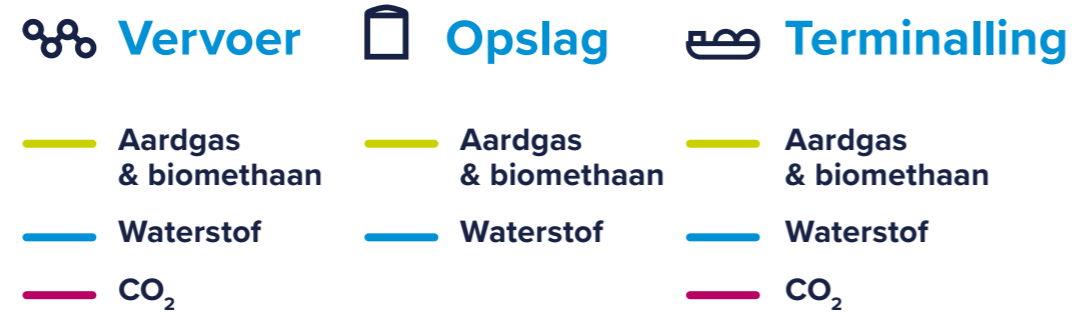 Vervoer
Aardgas
& biomethaan
Waterstof
CO₂
Opslag
Aardgas
& biomethaan
Waterstof
Terminalling
Aardgas
& biomethaan
Waterstof
CO₂